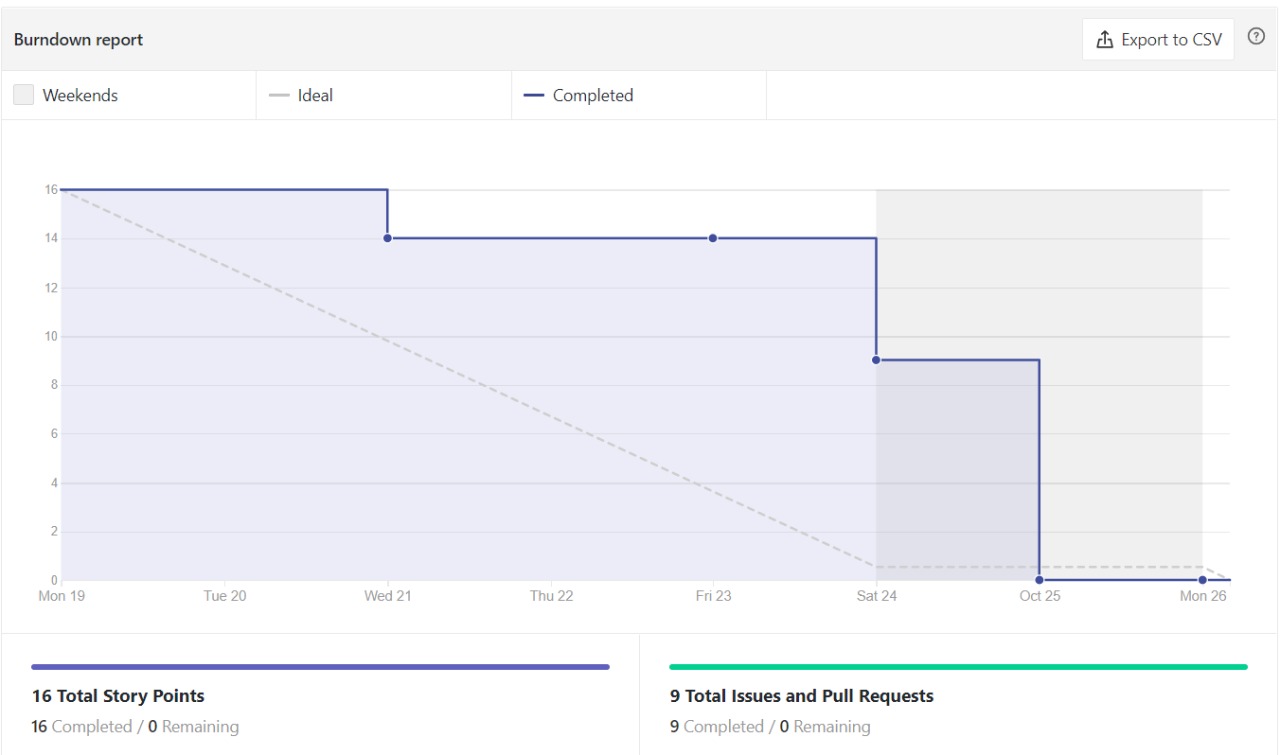 Burndown report
Export to CSV
?
Weekends
Ideal
Completed
16
14
12
10
8
6
4
2
0
Mon 19 Tue 20 Wed 21 Thu 22 Fri 23 Sat 24 Oct 25 Mon 26
16 Total Story Points
16 Completed / 0 Remaining
9 Total Issues and Pull Requests
9 Completed / 0 Remaining